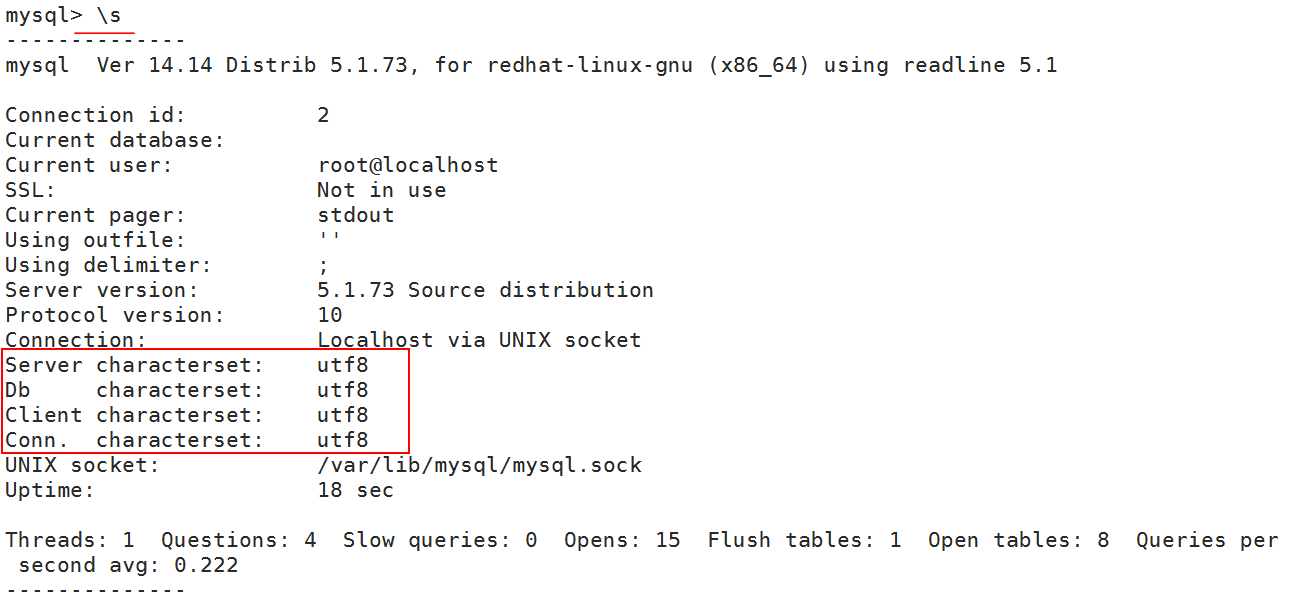 mysql> \s
--------------
mysql  Ver 14.14 Distrib 5.1.73, for redhat-linux-gnu (x86_64) using readline 5.1

Connection id:          2
Current database:
Current user:           root@localhost
SSL:                    Not in use
Current pager:          stdout
Using outfile:          ''
Using delimiter:        ;
Server version:         5.1.73 Source distribution
Protocol version:       10
Connection:             Localhost via UNIX socket
Server characterset:    utf8
Db     characterset:    utf8
Client characterset:    utf8
Conn.  characterset:    utf8
UNIX socket:            /var/lib/mysql/mysql.sock
Uptime:                 18 sec

Threads: 1  Questions: 4  Slow queries: 0  Opens: 15  Flush tables: 1  Open tables: 8  Queries per
 second avg: 0.222
--------------